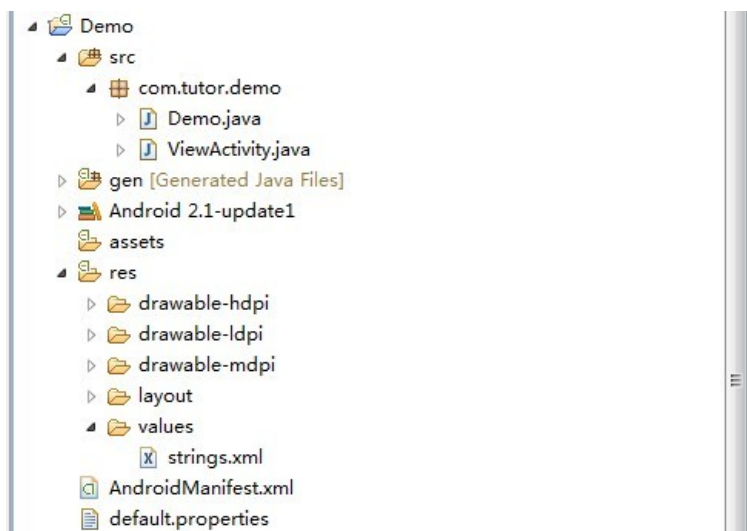 Demo
src
com.tutor.demo
Demo.java
ViewActivity.java
gen [Generated Java Files]
Android 2.1-update1
assets
res
drawable-hdpi
drawable-ldpi
drawable-mdpi
layout
values
strings.xml
AndroidManifest.xml
default.properties